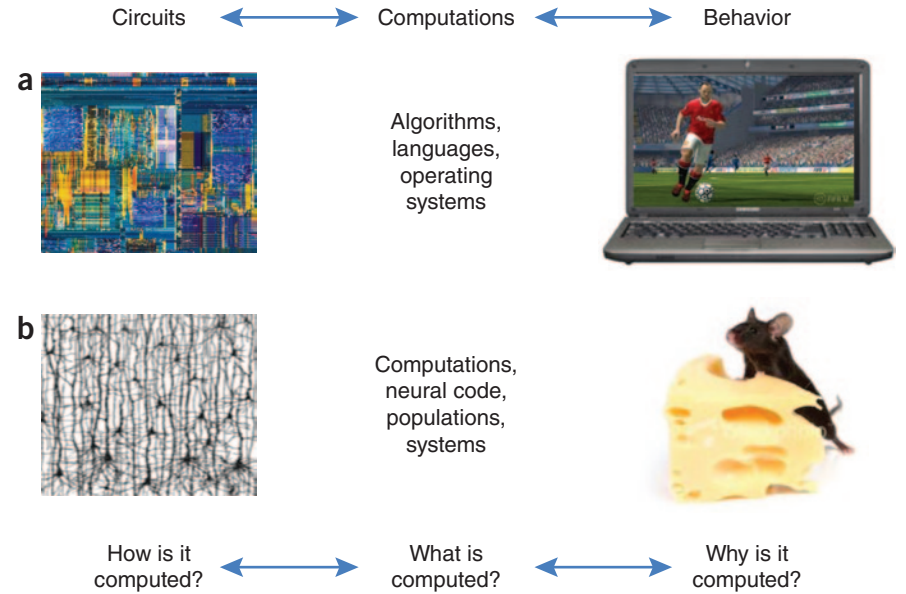 Circuits
Computations
Behavior
a
Algorithms,
languages,
operating
systems
b
Computations,
neural code,
populations,
systems
How is it
computed?
What is
computed?
Why is it
computed?